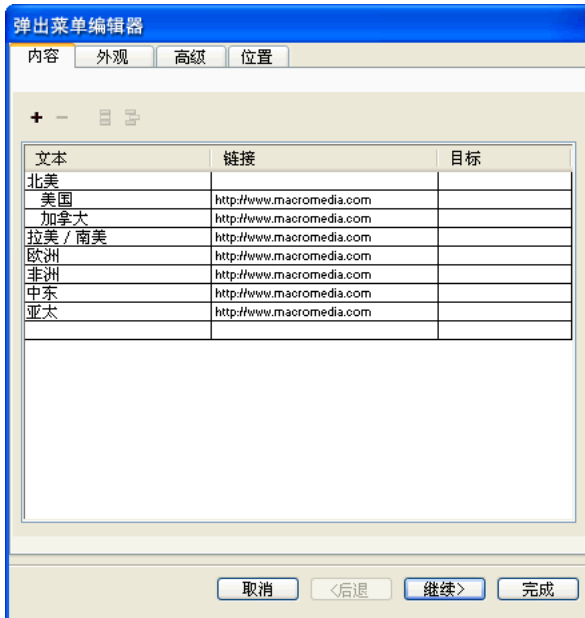 弹出菜单编辑器
内容 外观 高级 位置
文本 链接 目标
北美
美国 http://www.macromedia.com
加拿大 http://www.macromedia.com
拉美 / 南美 http://www.macromedia.com
欧洲 http://www.macromedia.com
非洲 http://www.macromedia.com
中东 http://www.macromedia.com
亚太 http://www.macromedia.com
取消 <后退 继续> 完成